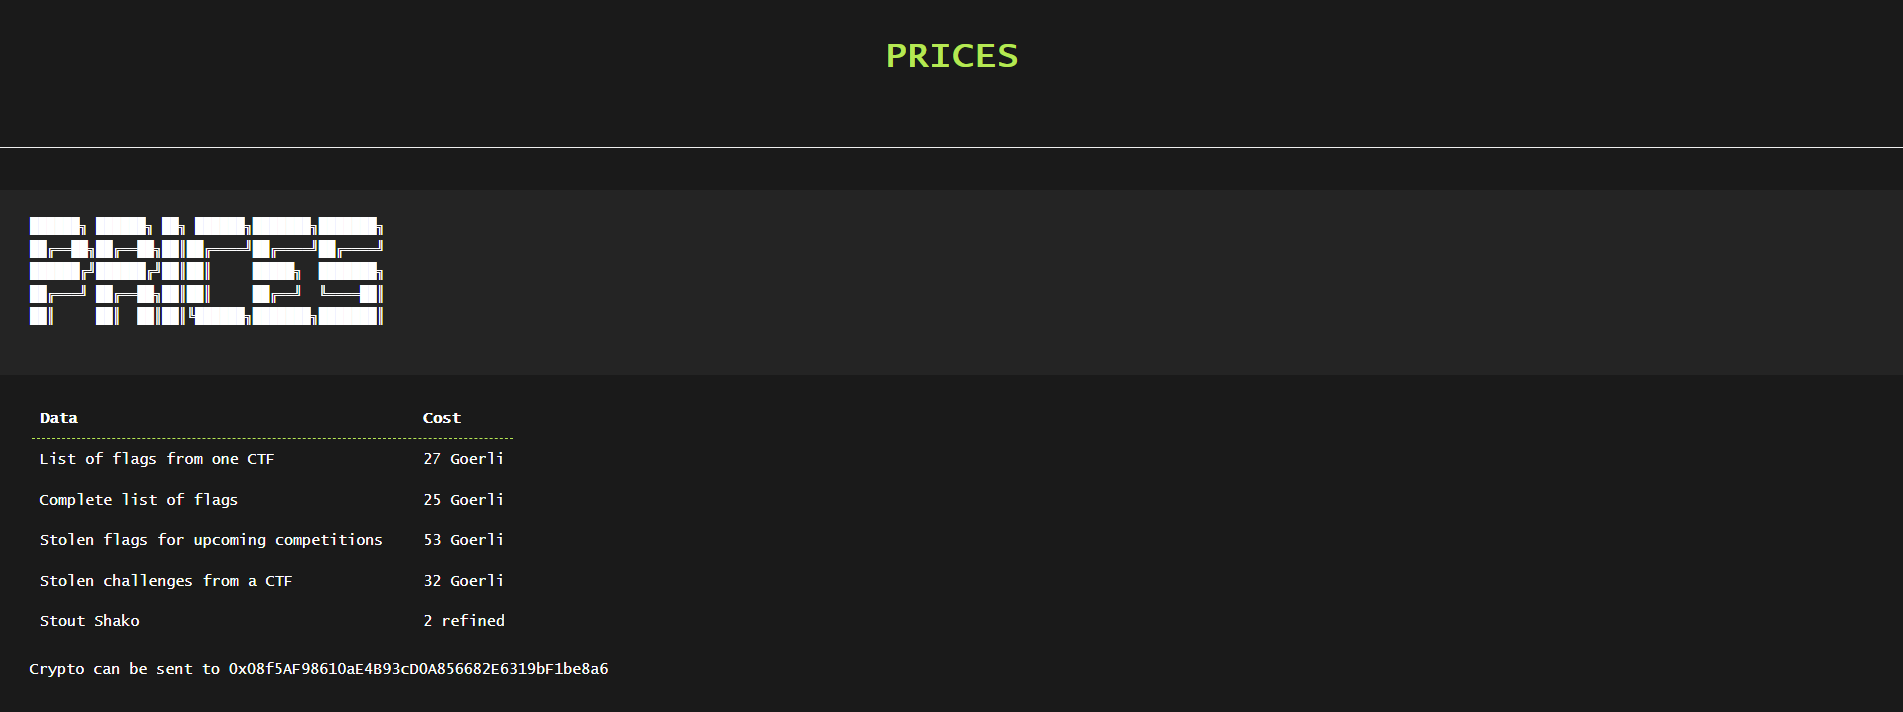 PRICES
PRICES
Data Cost
List of flags from one CTF 27 Goerli
Complete list of flags 25 Goerli
Stolen flags for upcoming competitions 53 Goerli
Stolen challenges from a CTF 32 Goerli
Stout Shako 2 refined
Crypto can be sent to 0x08f5AF98610aE4B93cD0A856682E6319bF1be8a6